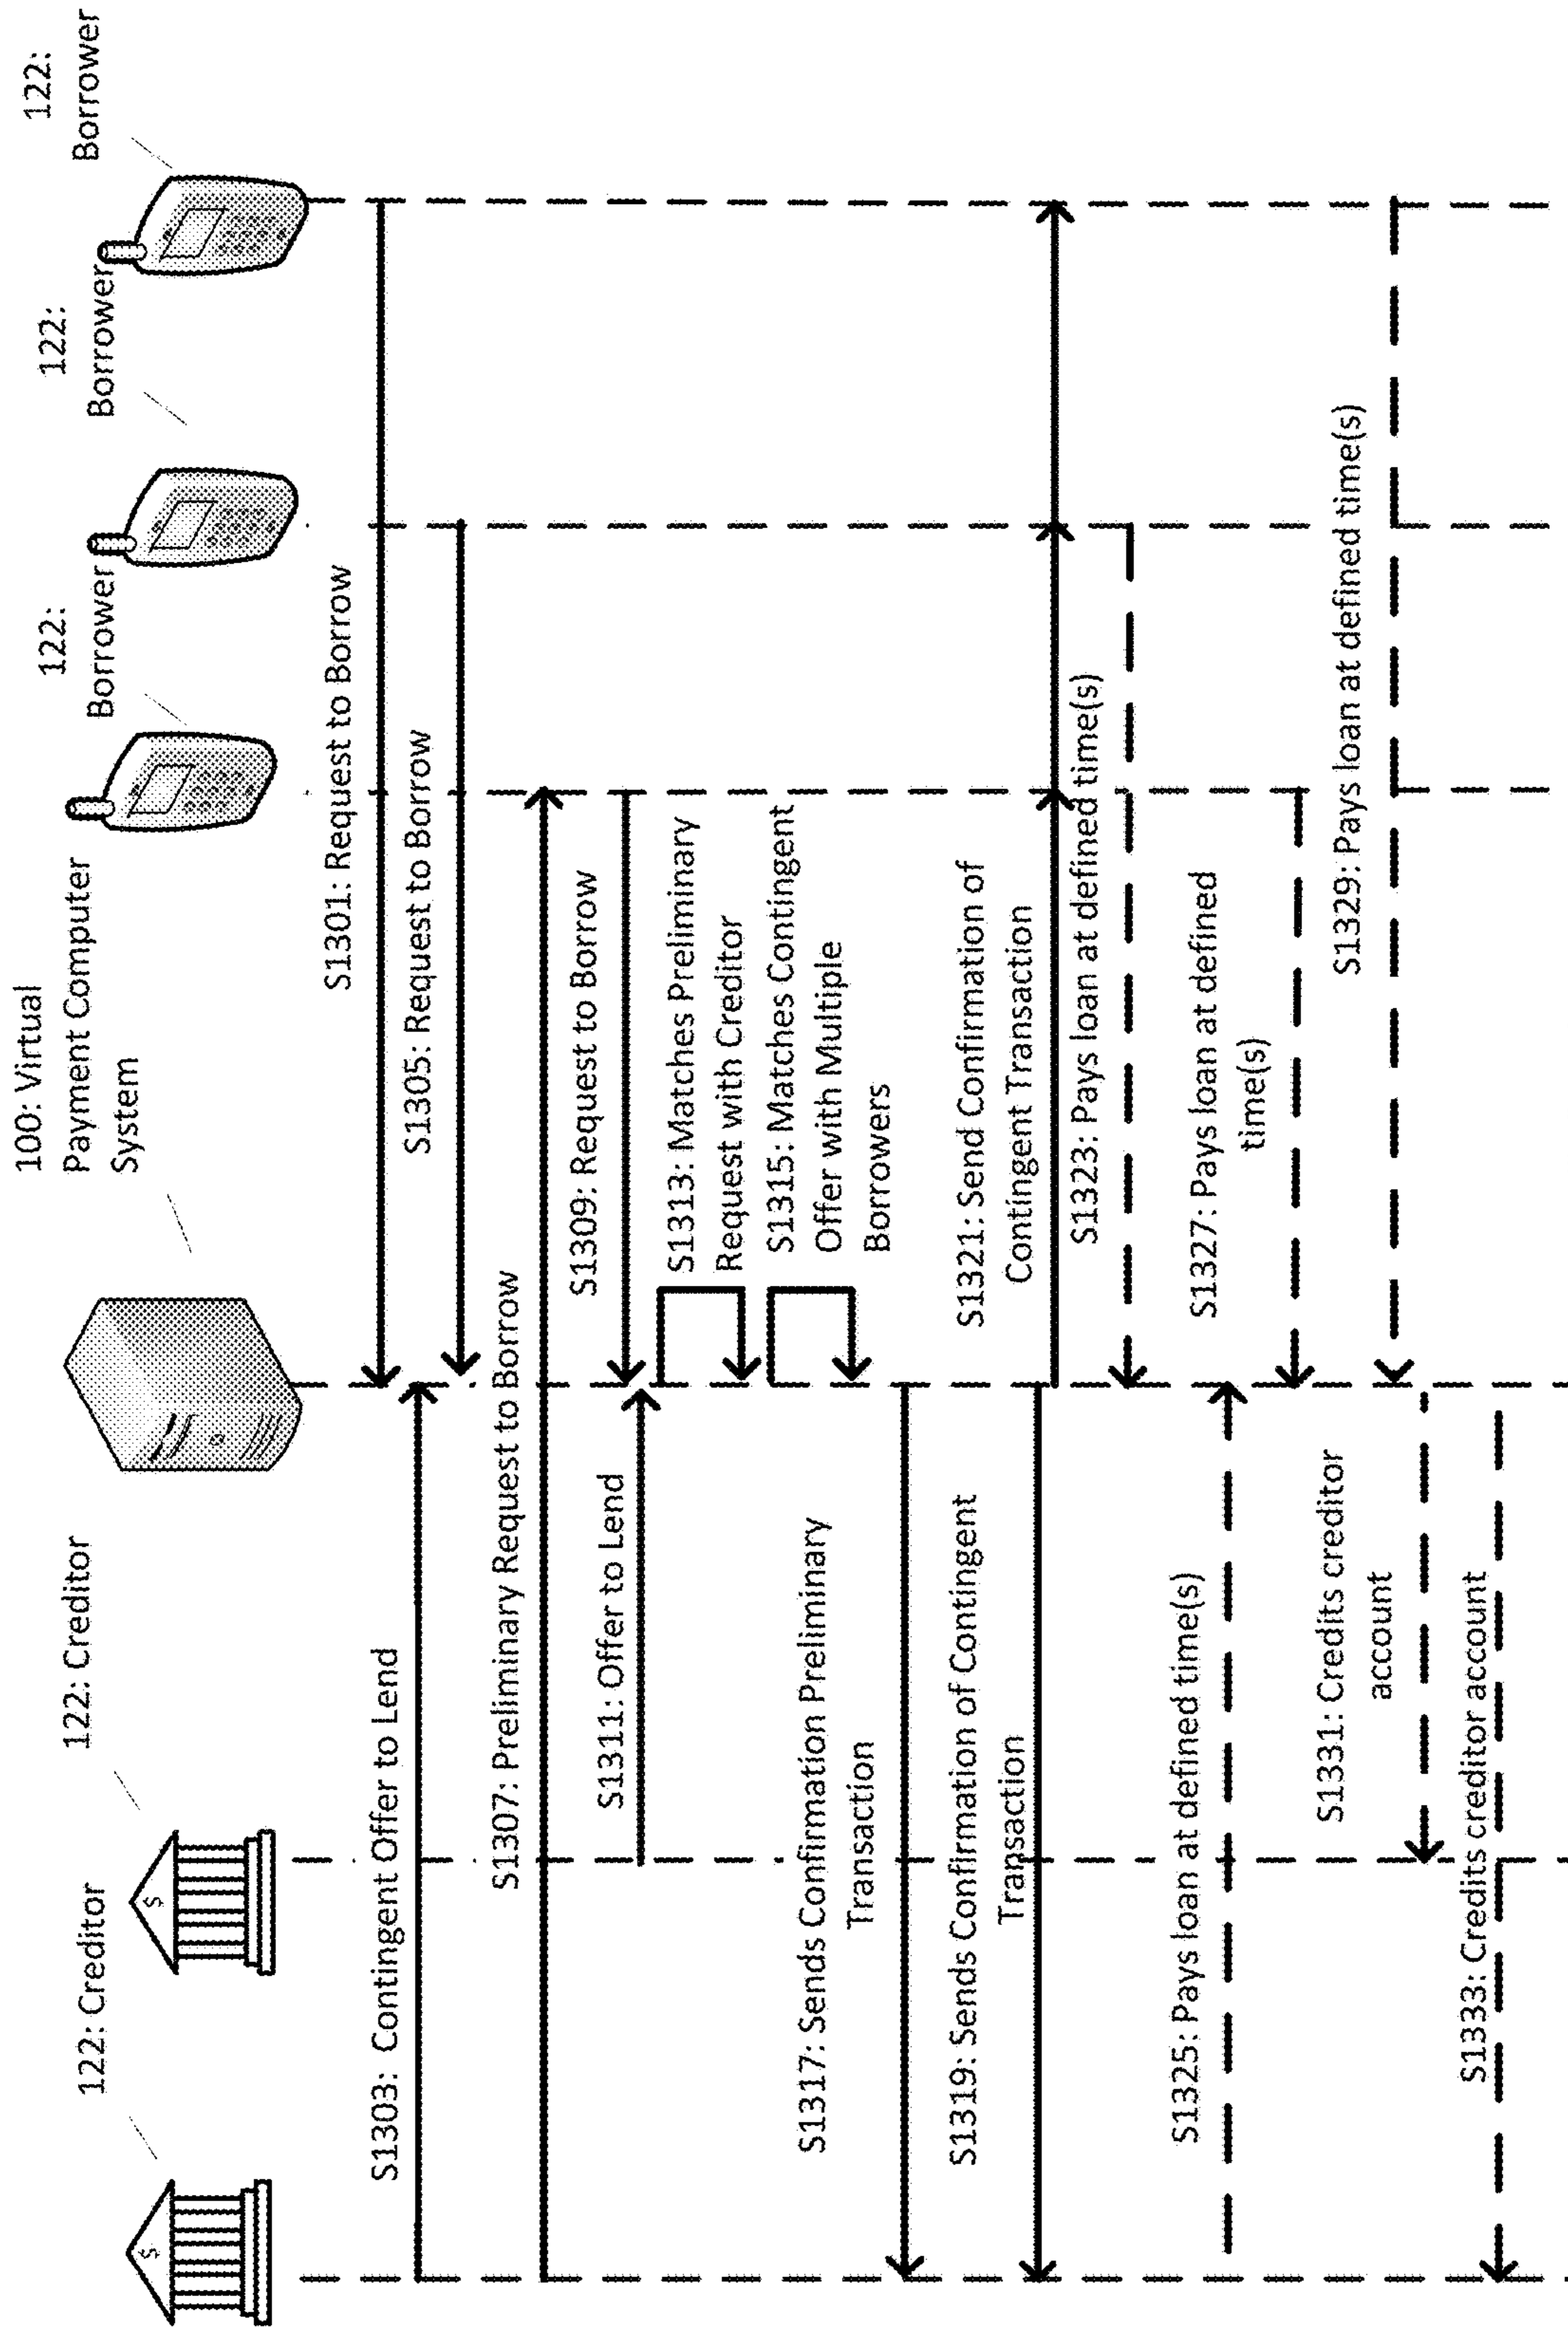 122: Creditor
122: Creditor
100: Virtual
Payment Computer
System
122:
Borrower
122:
Borrower
122:
Borrower
S1301: Request to Borrow
S1303: Contingent Offer to Lend
S1305: Request to Borrow
S1307: Preliminary Request to Borrow
S1309: Request to Borrow
S1311: Offer to Lend
S1313: Matches Preliminary
Request with Creditor
S1315: Matches Contingent
Offer with Multiple
Borrowers
S1317: Sends Confirmation Preliminary
Transaction
S1319: Sends Confirmation of Contingent
Transaction
S1321: Send Confirmation of
Contingent Transaction
S1323: Pays loan at defined time(s)
S1325: Pays loan at defined time(s)
S1327: Pays loan at defined
time(s)
S1329: Pays loan at defined time(s)
S1331: Credits creditor
account
S1333: Credits creditor account
$
$